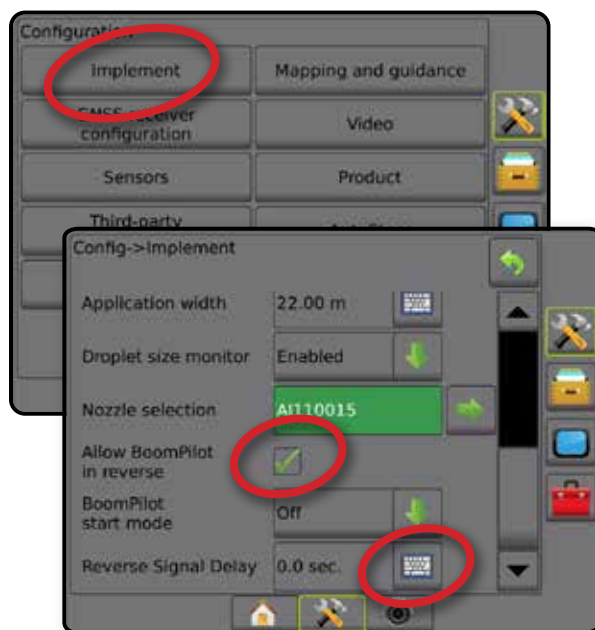 Configuration
Implement
Mapping and guidance
GNSS receiver
configuration
Video
Sensors
Product
Third-party
Config->Implement
Application width
22.00 m
Droplet size monitor
Enabled
Nozzle selection
AI110015
Allow BoomPilot
in reverse
BoomPilot
start mode
Off
Reverse Signal Delay
0.0 sec.